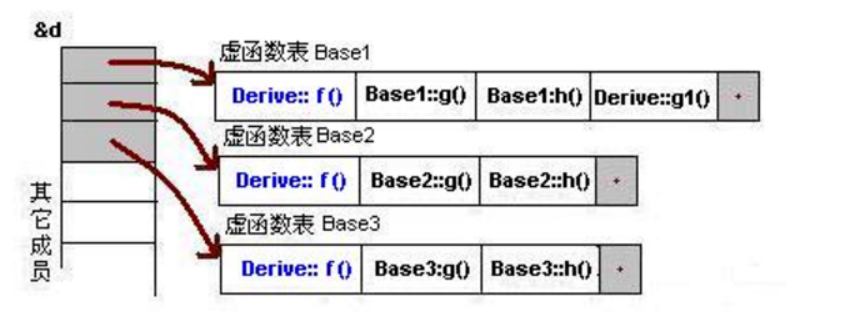 &d
虚函数表 Base1
Derive:: f () Base1::g() Base1:h() Derive::g1()
虚函数表 Base2
Derive:: f () Base2::g() Base2::h()
虚函数表 Base3
Derive:: f () Base3:g() Base3::h()
其它成员